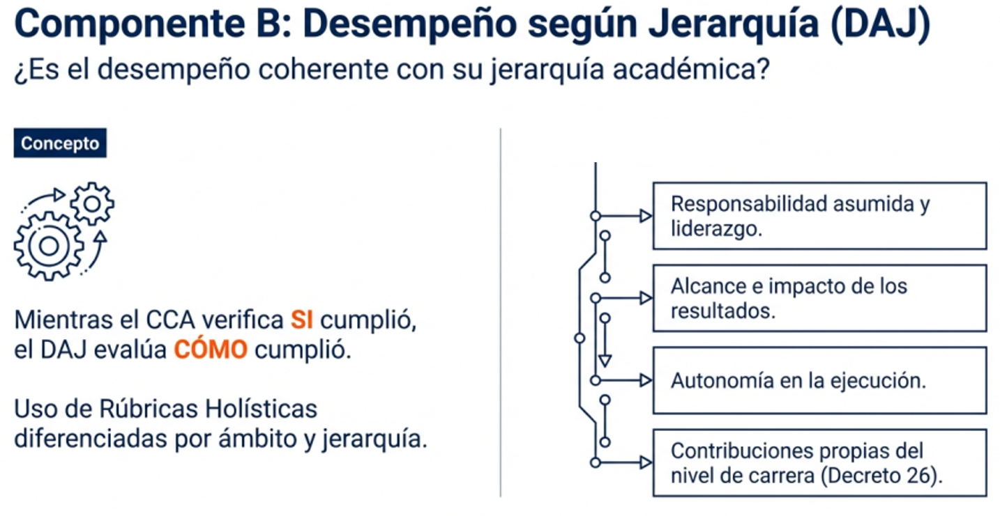 Componente B: Desempeño según Jerarquía (DAJ)
¿Es el desempeño coherente con su jerarquía académica?
Concepto
Mientras el CCA verifica SI cumplió,
el DAJ evalúa CÓMO cumplió.
Uso de Rúbricas Holísticas
diferenciadas por ámbito y jerarquía.
Responsabilidad asumida y
liderazgo.
Alcance e impacto de los
resultados.
Autonomía en la ejecución.
Contribuciones propias del
nivel de carrera (Decreto 26).